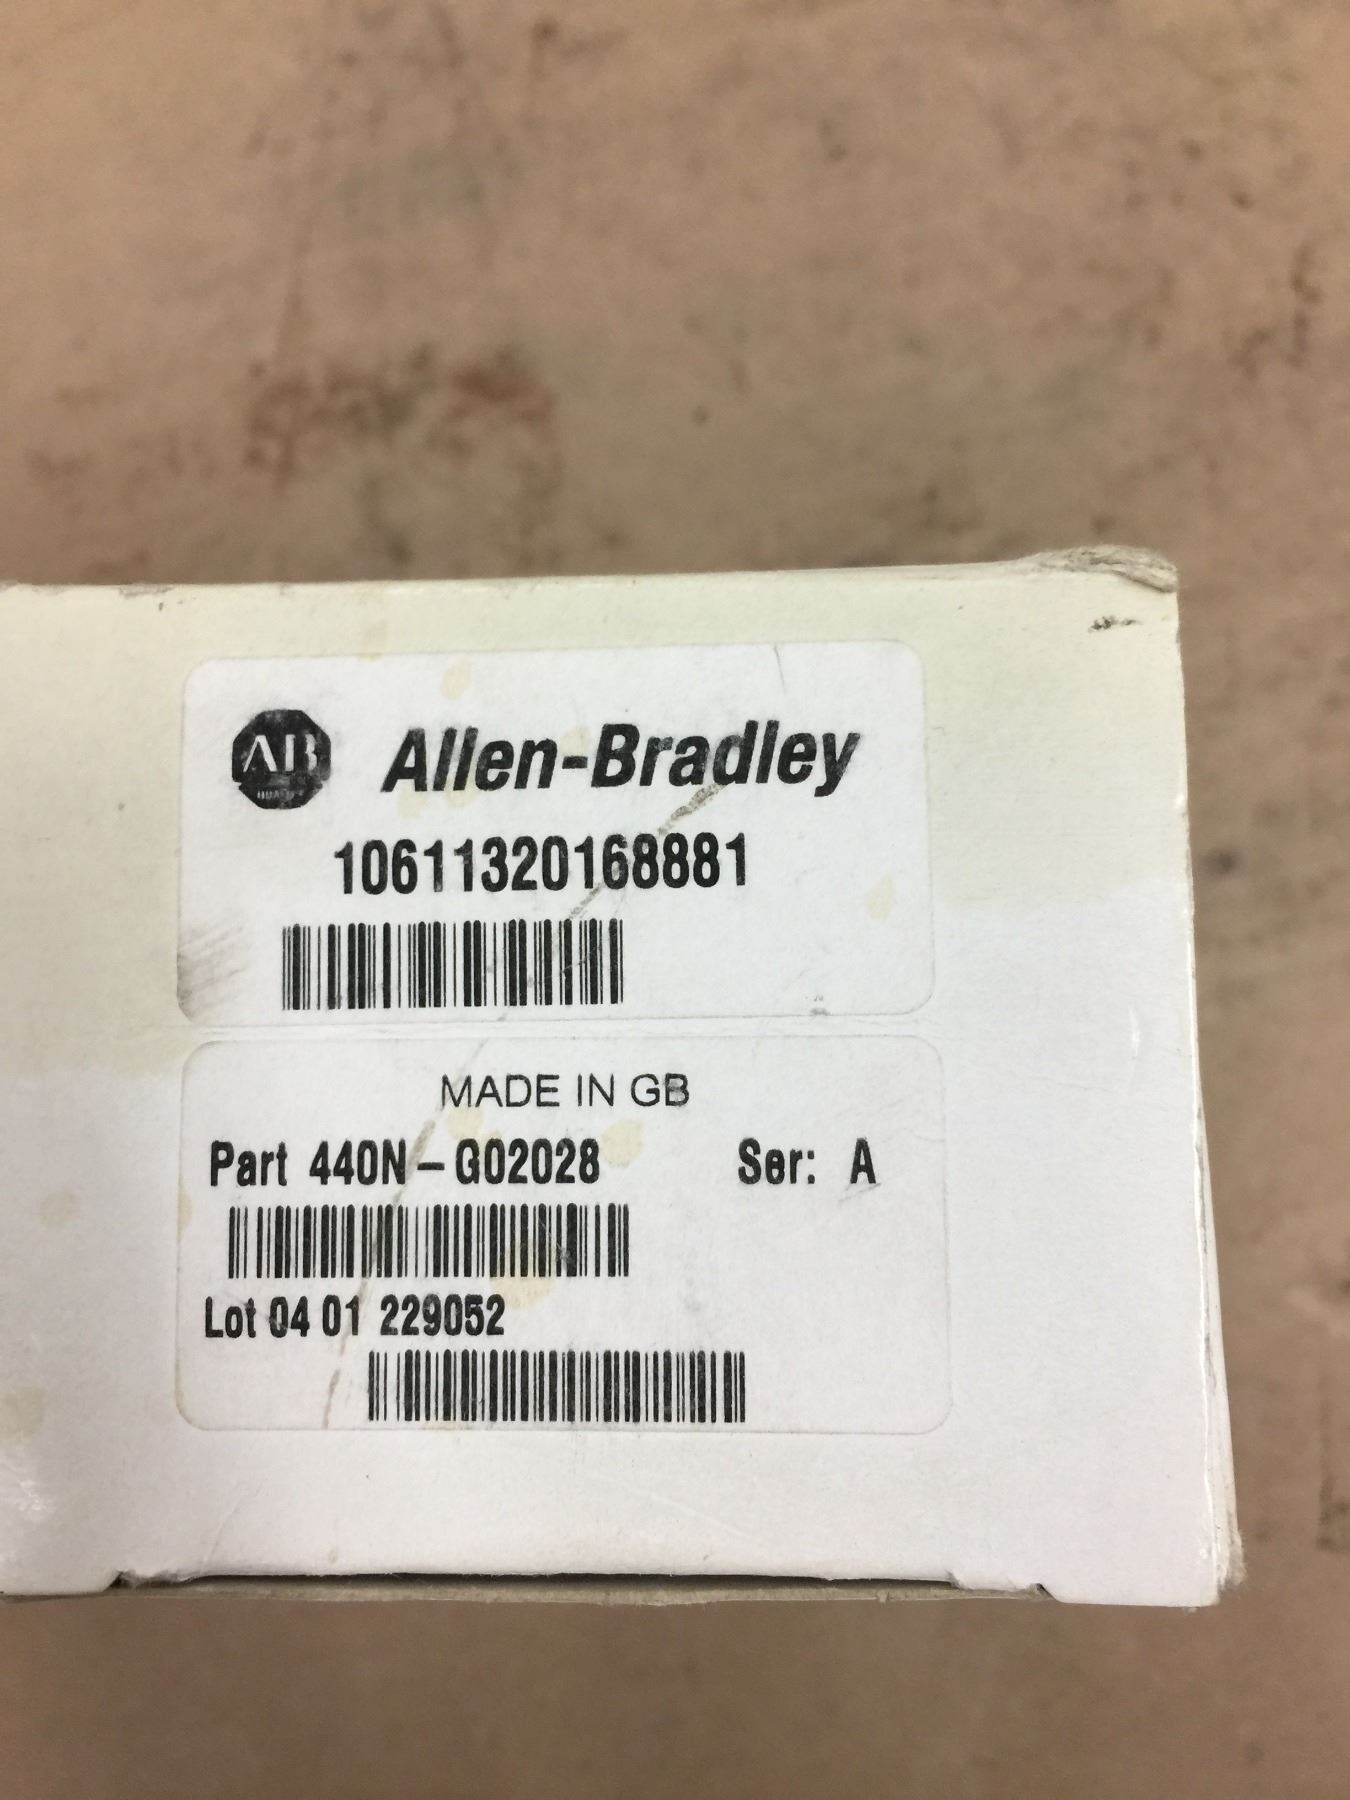 AB
Allen-Bradley
10611320168881
MADE IN GB
Part 440N-G02028 Ser: A
Lot 04 01 229052